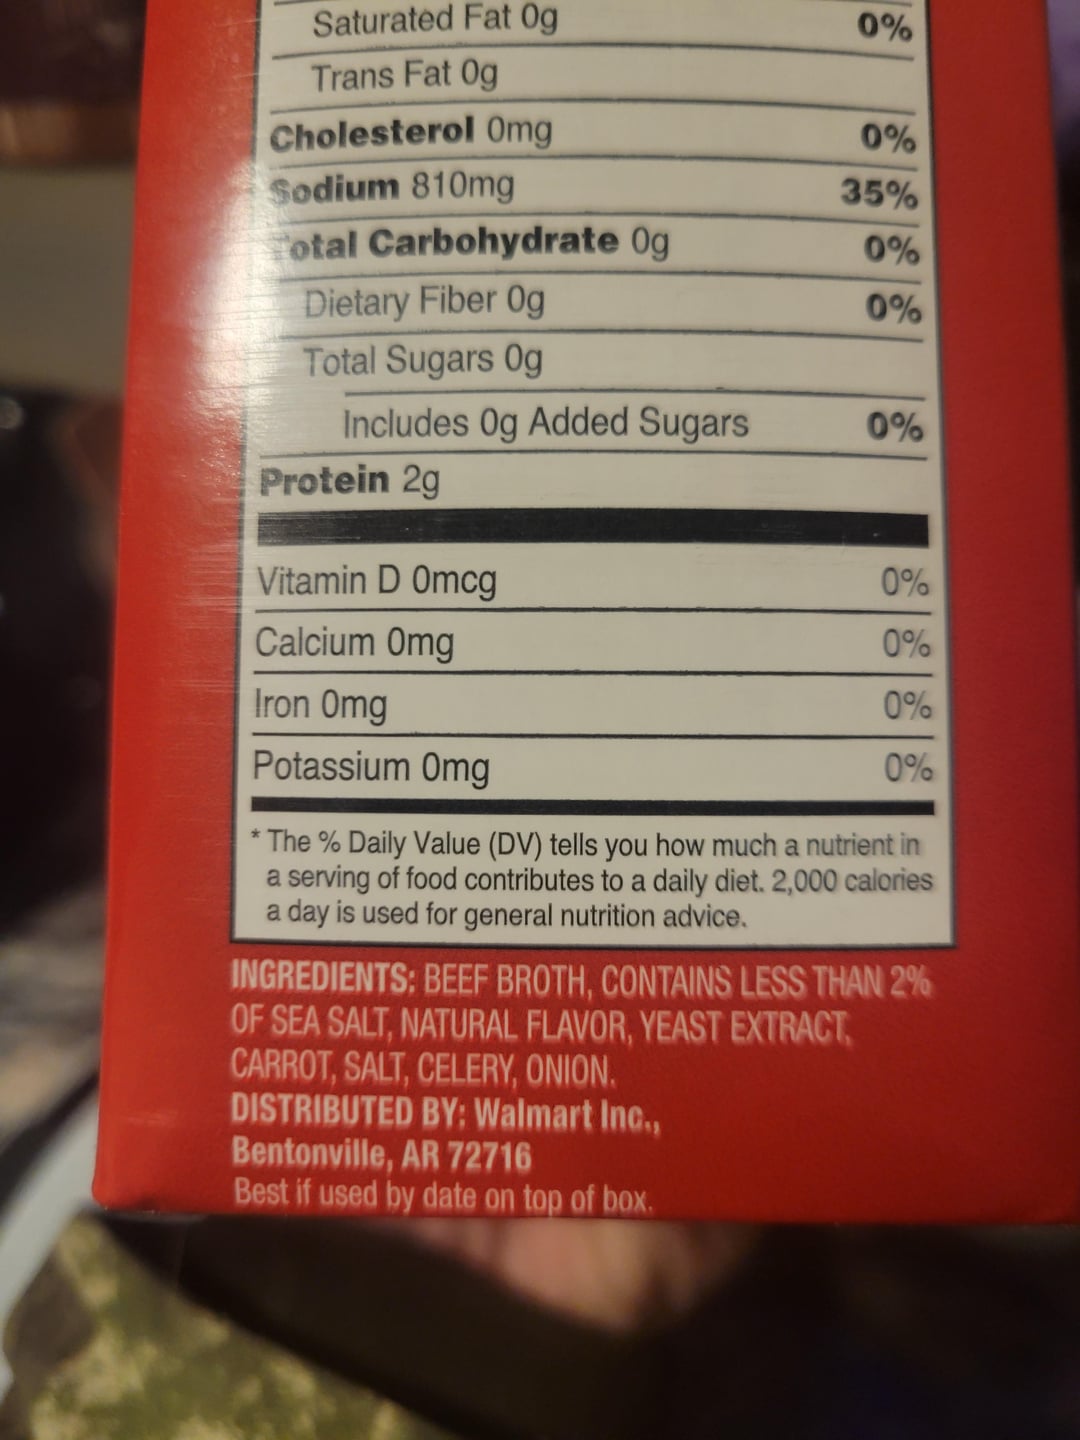 Saturated Fat 0g 0%
Trans Fat 0g
Cholesterol 0mg 0%
Sodium 810mg 35%
Total Carbohydrate 0g 0%
Dietary Fiber 0g 0%
Total Sugars 0g
Includes 0g Added Sugars 0%
Protein 2g
Vitamin D 0mcg 0%
Calcium 0mg 0%
Iron 0mg 0%
Potassium 0mg 0%
* The % Daily Value (DV) tells you how much a nutrient in
a serving of food contributes to a daily diet. 2,000 calories
a day is used for general nutrition advice.
INGREDIENTS: BEEF BROTH, CONTAINS LESS THAN 2%
OF SEA SALT, NATURAL FLAVOR, YEAST EXTRACT,
CARROT, SALT, CELERY, ONION.
DISTRIBUTED BY: Walmart Inc.,
Bentonville, AR 72716
Best if used by date on top of box.